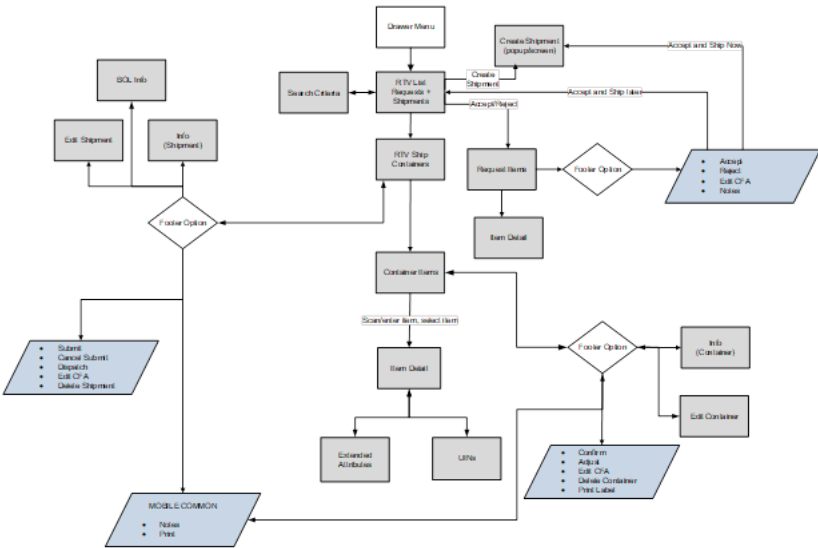 Drawer Menu
Create Shipment
(popup/screen)
Accept and Ship Now
BOL Info
Search Criteria
RTV List
Requests +
Shipments
Create
Shipment
Accept and Ship later
Accept/Reject
Edit Shipment
Info
(Shipment)
RTV Ship
Containers
Request Items
Footer Option
• Accept
• Reject
• Edit CFA
• Notes
Footer Option
Item Detail
Container Items
Scan/enter item, select item
Footer Option
Info
(Container)
• Submit
• Cancel Submit
• Dispatch
• Edit CFA
• Delete Shipment
Item Detail
Edit Container
Extended
Attributes
UINs
• Confirm
• Adjust
• Edit CFA
• Delete Container
• Print Label
MOBILE COMMON
• Notes
• Print